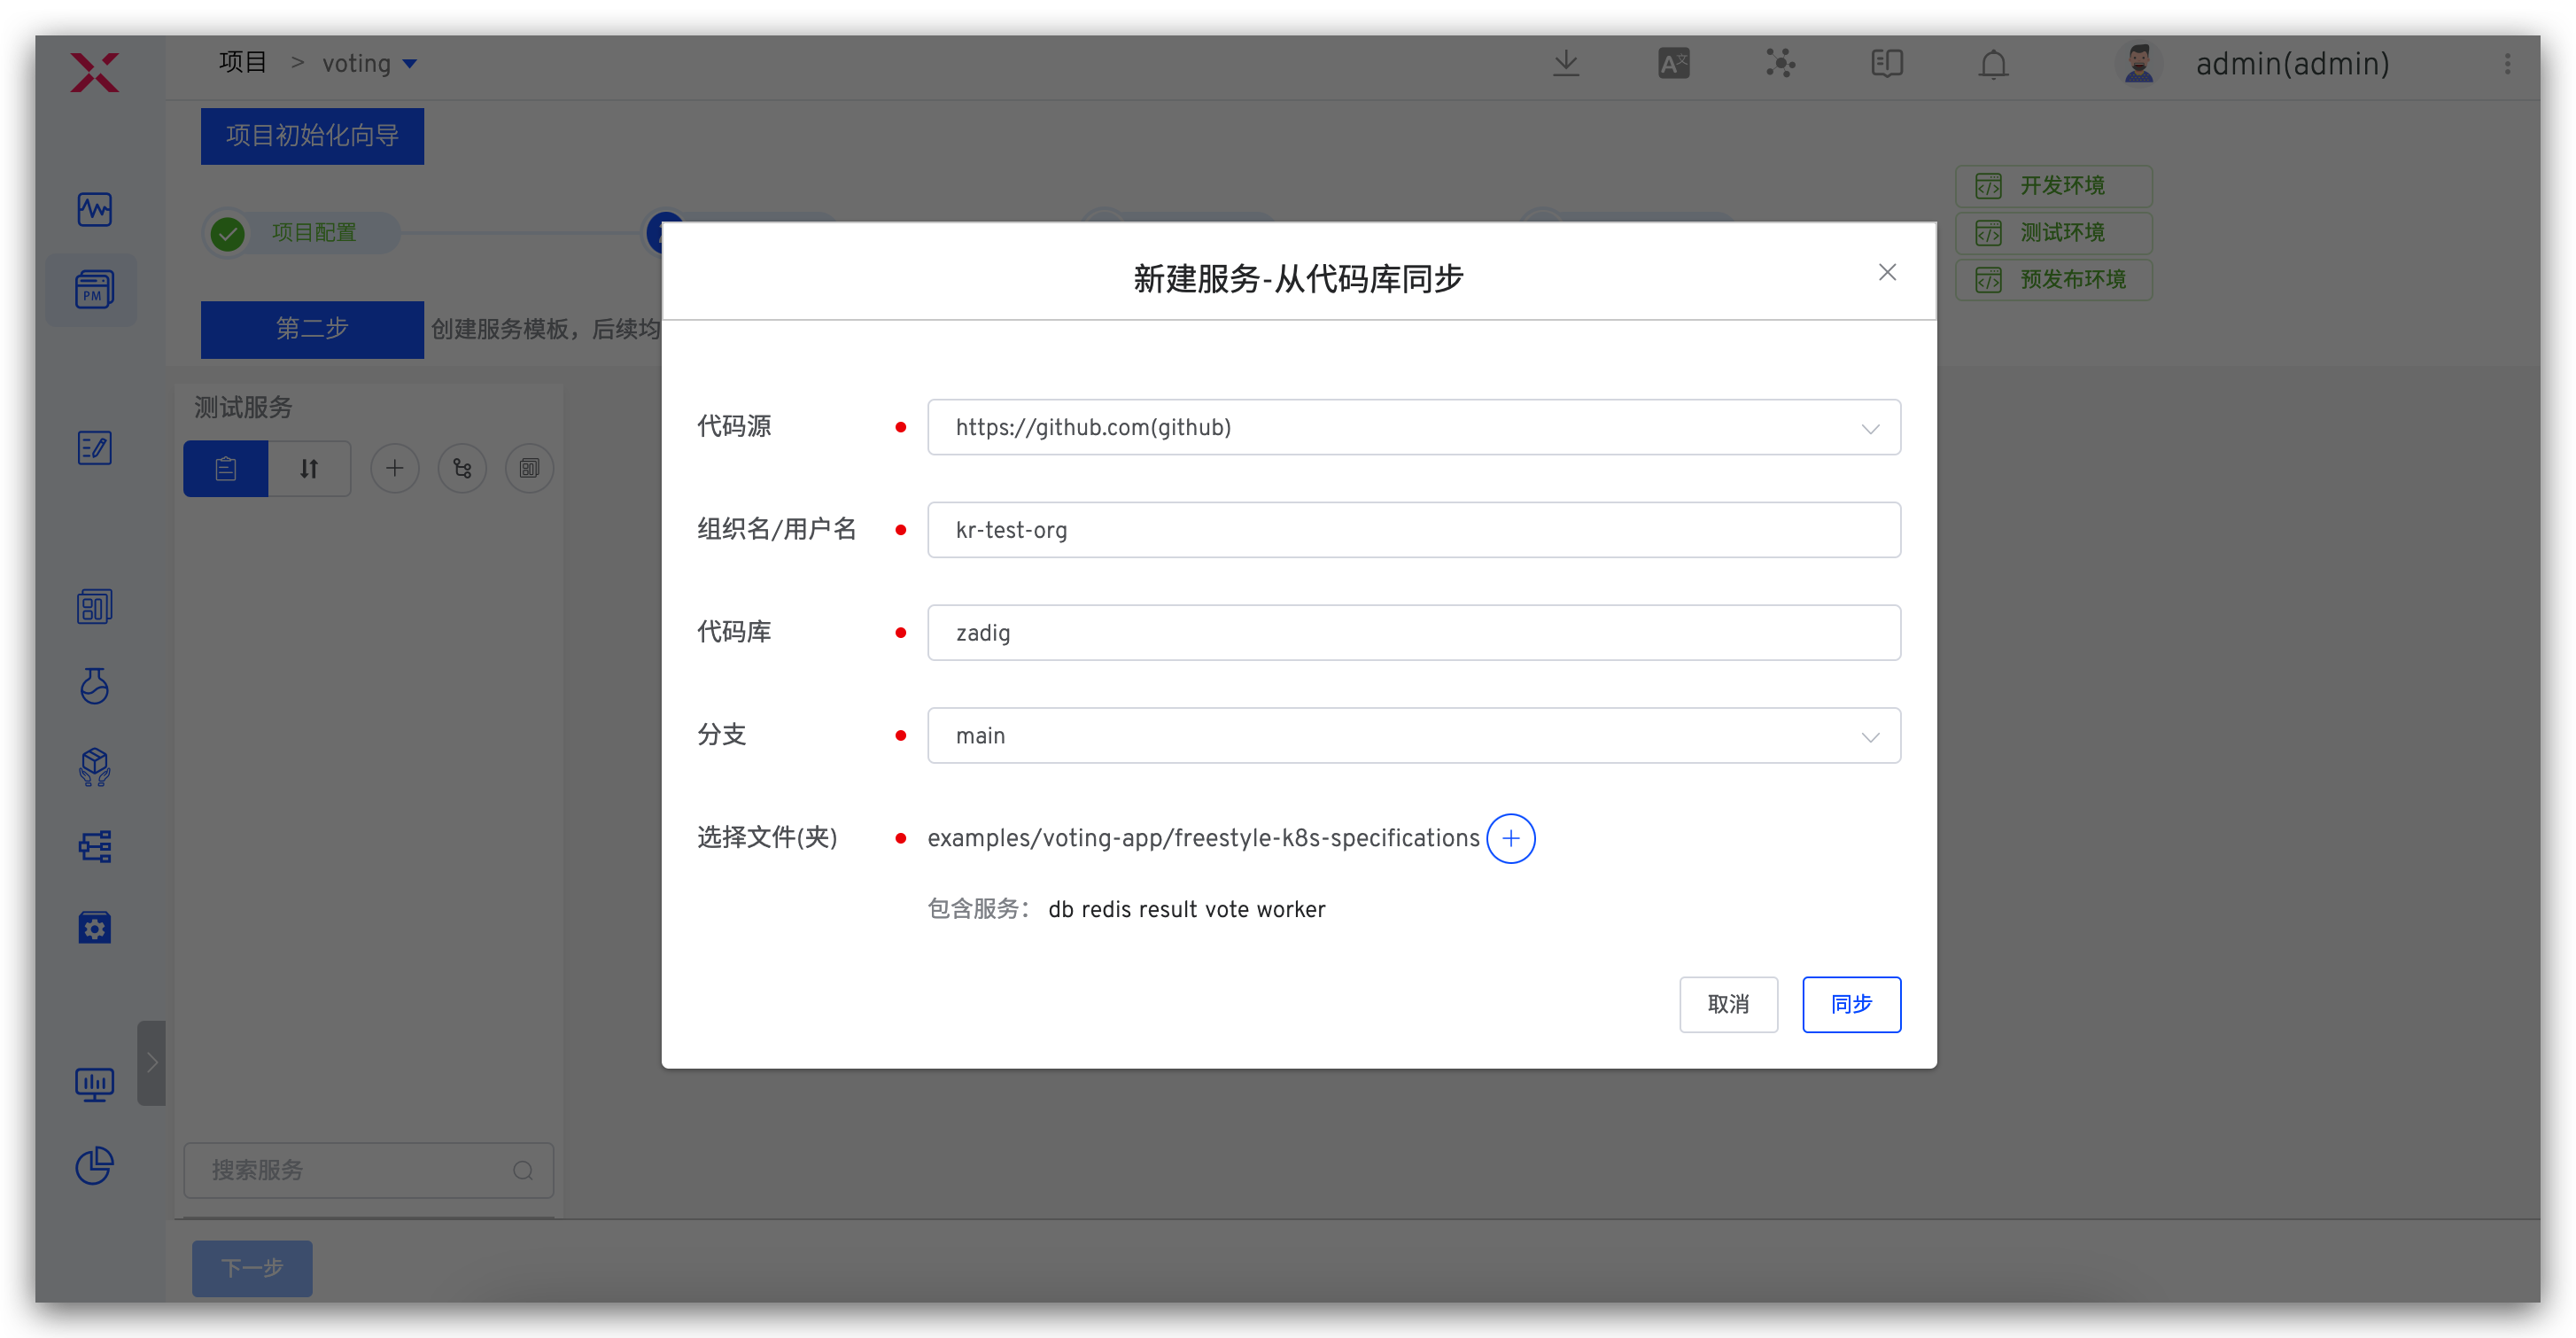 项目 > voting
admin(admin)
项目初始化向导
项目配置
开发环境
测试环境
预发布环境
第二步 创建服务模板，后续均
测试服务
PM
新建服务-从代码库同步
代码源 https://github.com(github)
组织名/用户名 kr-test-org
代码库 zadig
分支 main
选择文件(夹) examples/voting-app/freestyle-k8s-specifications
包含服务： db redis result vote worker
取消 同步
搜索服务
下一步